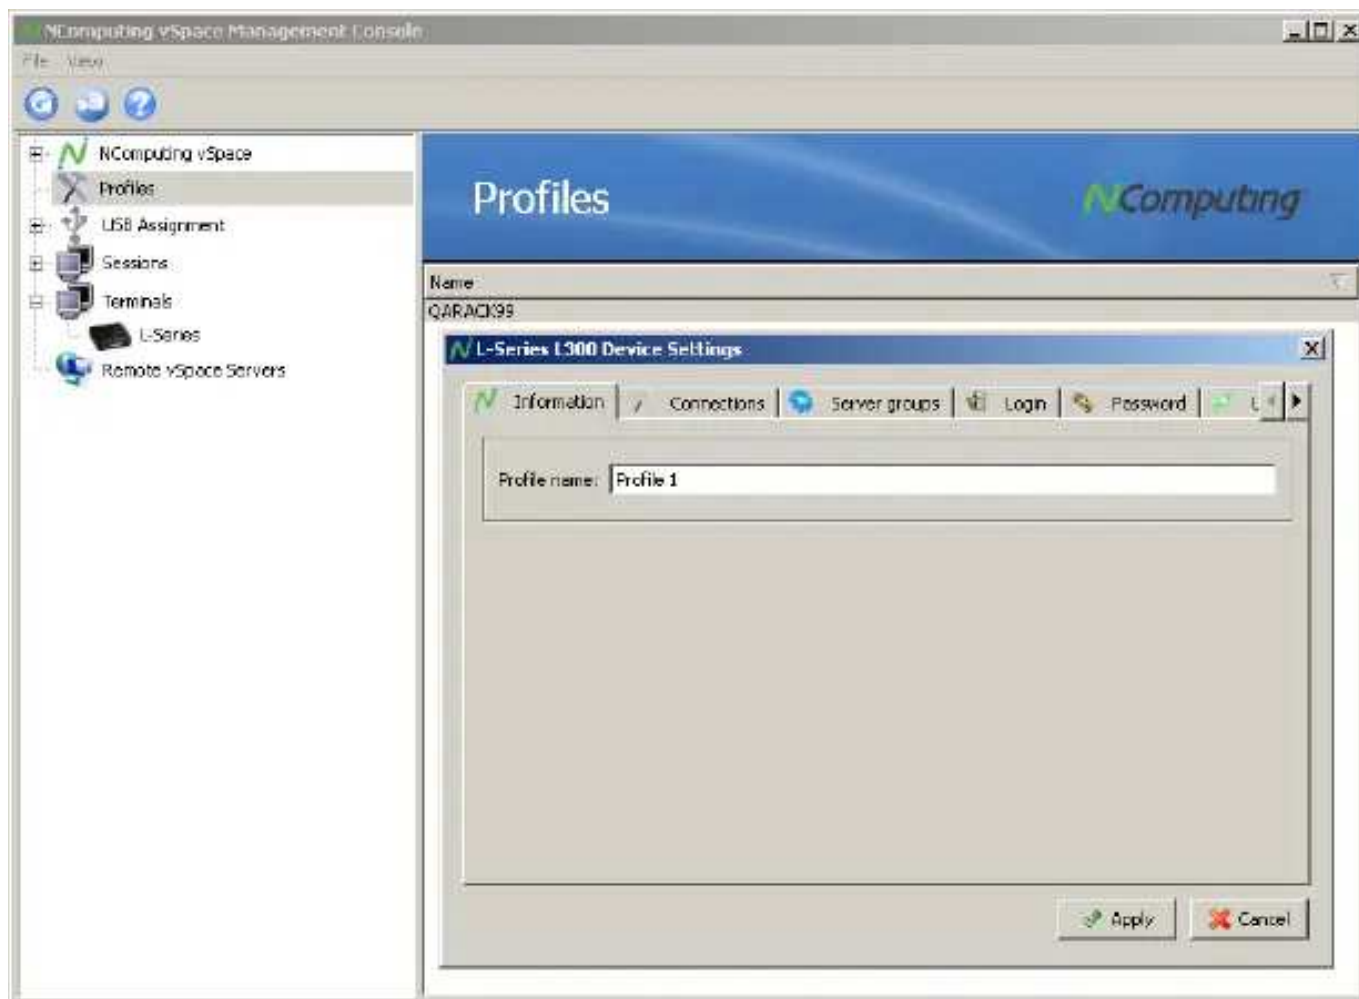 NComputing vSpace Management Console
File View
NComputing vSpace
Profiles
USB Assignment
Sessions
Terminals
L-Series
Remote vSpace Servers
Profiles
NComputing
Name
QARACK99
L-Series L300 Device Settings
Information Connections Server groups Login Password
Profile name: Profile 1
Apply Cancel